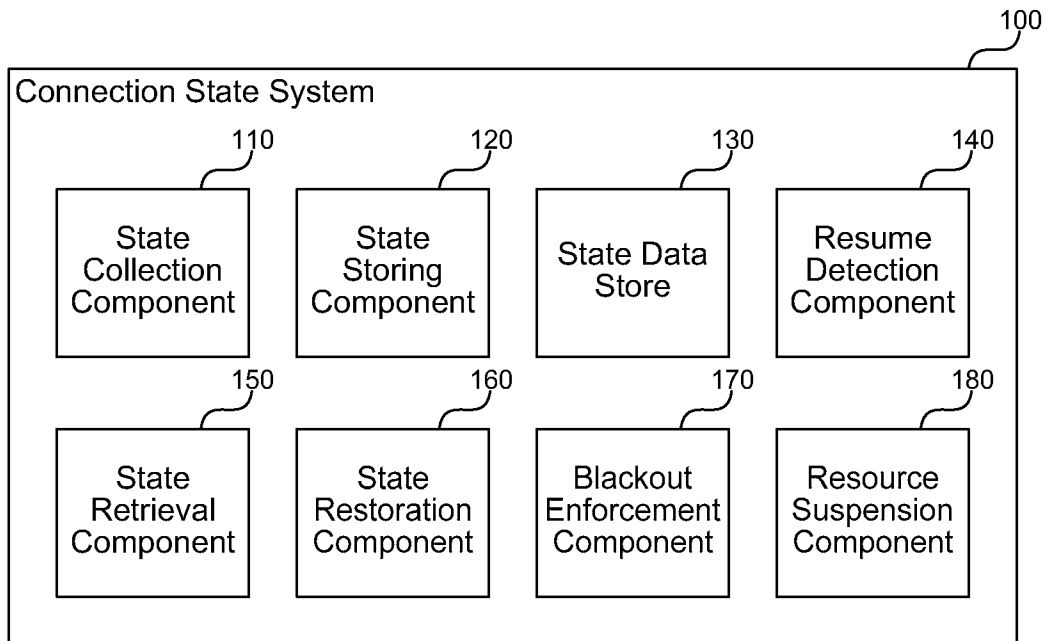 100
Connection State System
110
120
130
140
State
Collection
Component
State
Storing
Component
State Data
Store
Resume
Detection
Component
150
160
170
180
State
Retrieval
Component
State
Restoration
Component
Blackout
Enforcement
Component
Resource
Suspension
Component